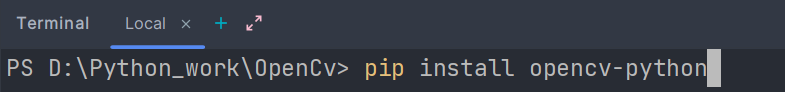 Terminal Local × +
PS D:\Python_work\OpenCv> pip install opencv-python